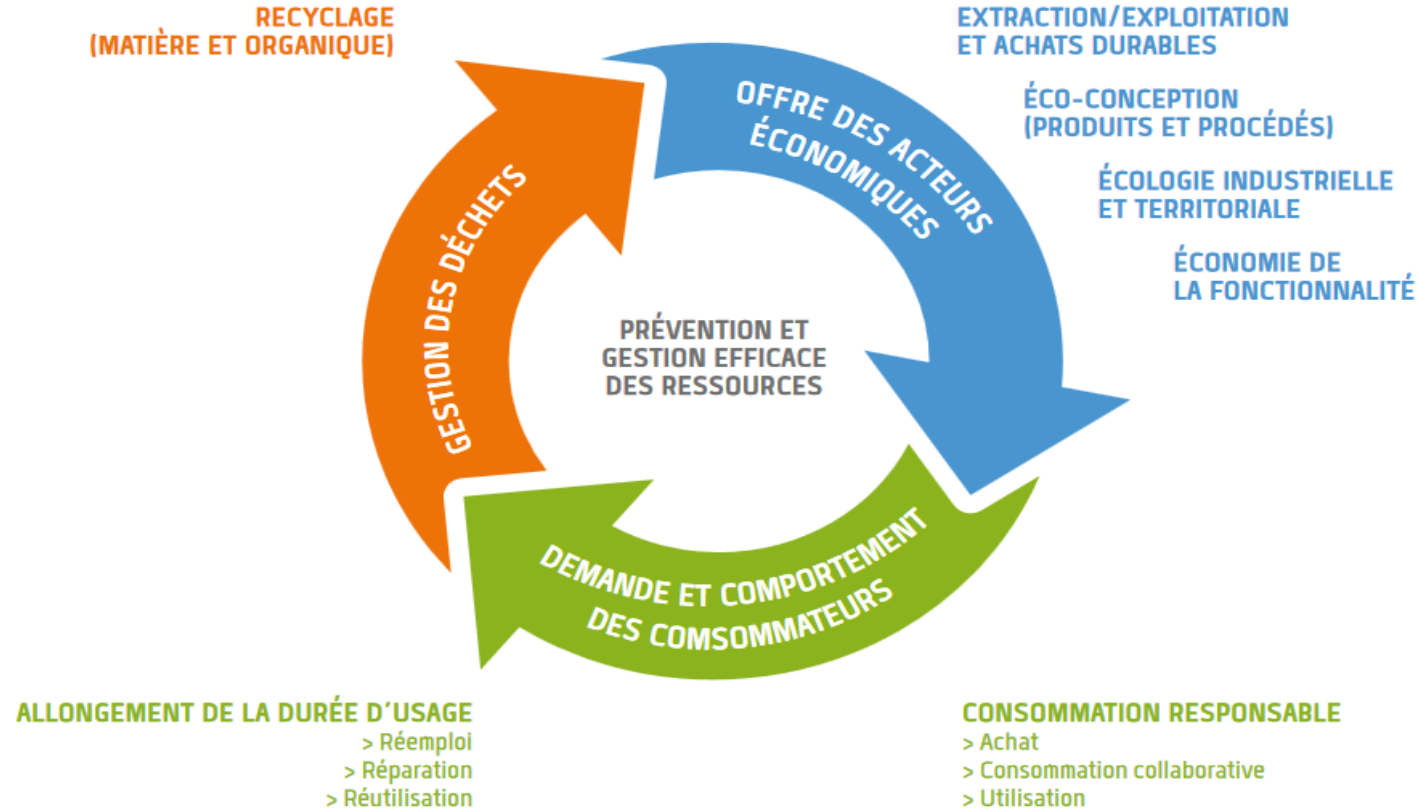 RECYCLAGE
(MATIÈRE ET ORGANIQUE)
EXTRACTION/EXPLOITATION
ET ACHATS DURABLES
ÉCO-CONCEPTION
(PRODUITS ET PROCÉDÉS)
ÉCOLOGIE INDUSTRIELLE
ET TERRITORIALE
ÉCONOMIE DE
LA FONCTIONNALITÉ
OFFRE DES ACTEURS
ÉCONOMIQUES
GESTION DES DÉCHETS
PRÉVENTION ET
GESTION EFFICACE
DES RESSOURCES
DEMANDE ET COMPORTEMENT
DES COMSOMMATEURS
ALLONGEMENT DE LA DURÉE D'USAGE
> Réemploi
> Réparation
> Réutilisation
CONSOMMATION RESPONSABLE
> Achat
> Consommation collaborative
> Utilisation